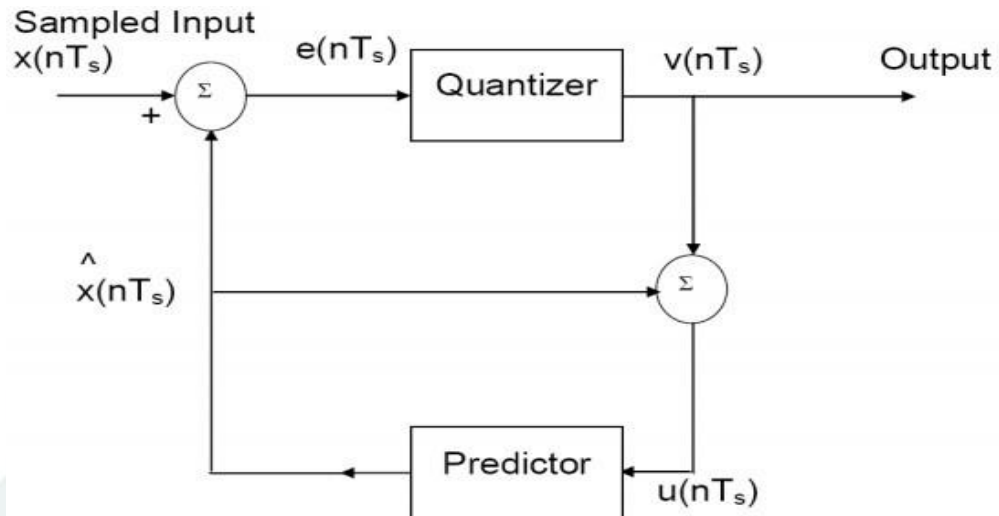 Sampled Input
x(nTs) e(nTs) Quantizer v(nTs) Output
Σ
+
^
x(nTs)
Σ
Predictor
u(nTs)